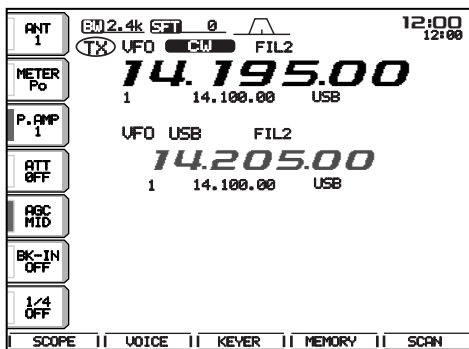 ANT
1
BW 2.4k SFT 0
12:00
12:00
TX VFO CW FIL2
METER
Po
14.195.00
1 14.100.00 USB
P.AMP
1
VFO USB FIL2
14.205.00
ATT
OFF
1 14.100.00 USB
AGC
MID
BK-IN
OFF
1/4
OFF
SCOPE VOICE KEYER MEMORY SCAN